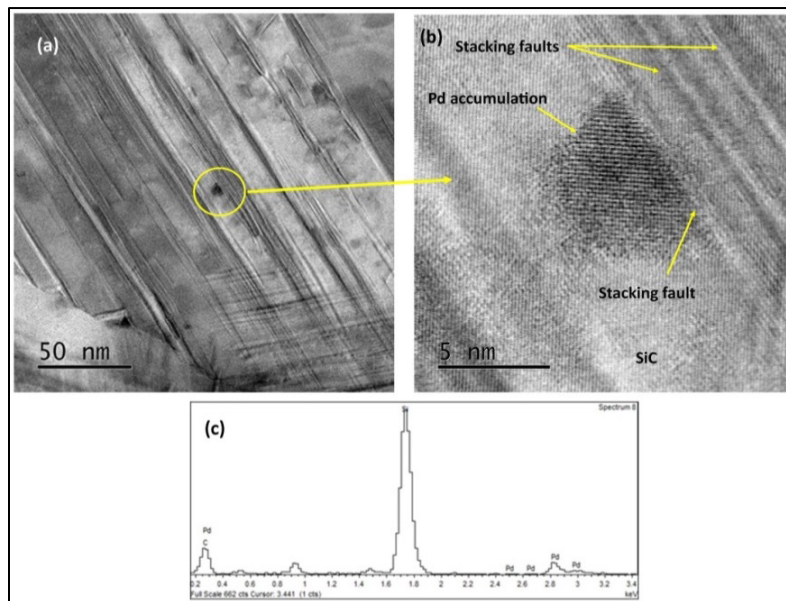 (a)
50 nm
(b)
Stacking faults
Pd accumulation
Stacking fault
SiC
5 nm
(c)
Spectrum 8
Si
Pd
C
Pd
Pd
Pd
Pd
0.2 0.4 0.6 0.8 1 1.2 1.4 1.6 1.8 2 2.2 2.4 2.6 2.8 3 3.2 3.4
Full Scale 662 cts Cursor: 3.441 (1 cts) keV